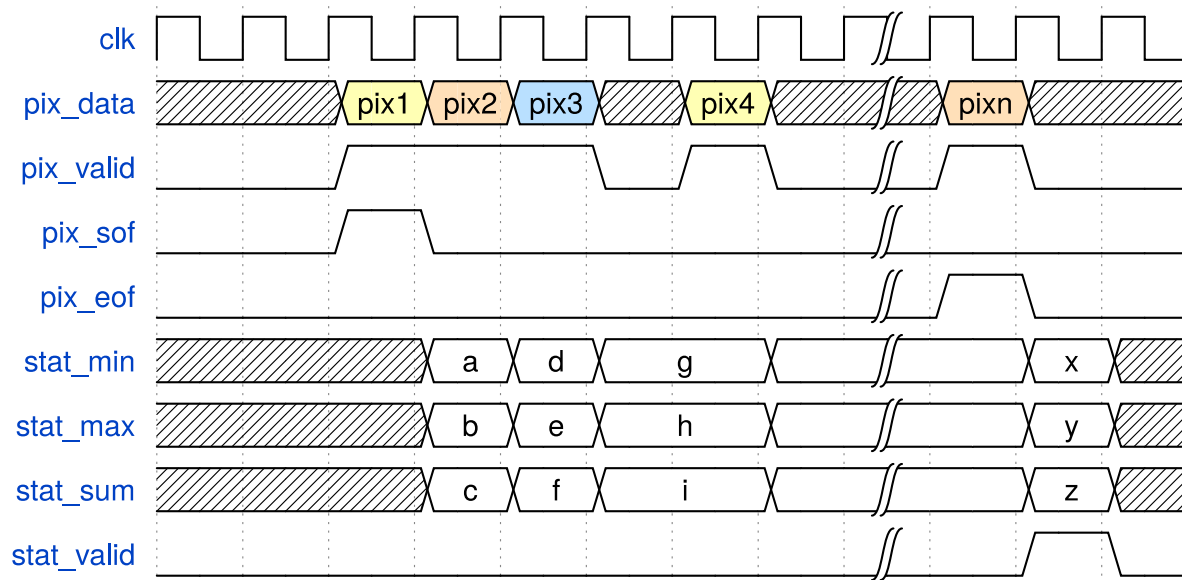 clk
pix_data pix1 pix2 pix3 pix4 pixn
pix_valid
pix_sof
pix_eof
stat_min a d g x
stat_max b e h y
stat_sum c f i z
stat_valid